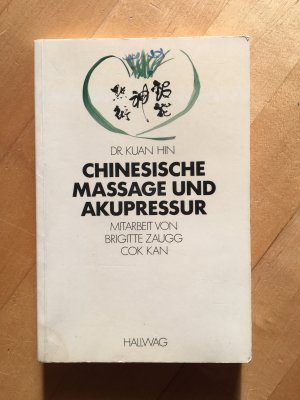 DR. KUAN HIN
CHINESISCHE
MASSAGE UND
AKUPRESSUR
MITARBEIT VON
BRIGITTE ZAUGG
COK KAN
HALLWAG